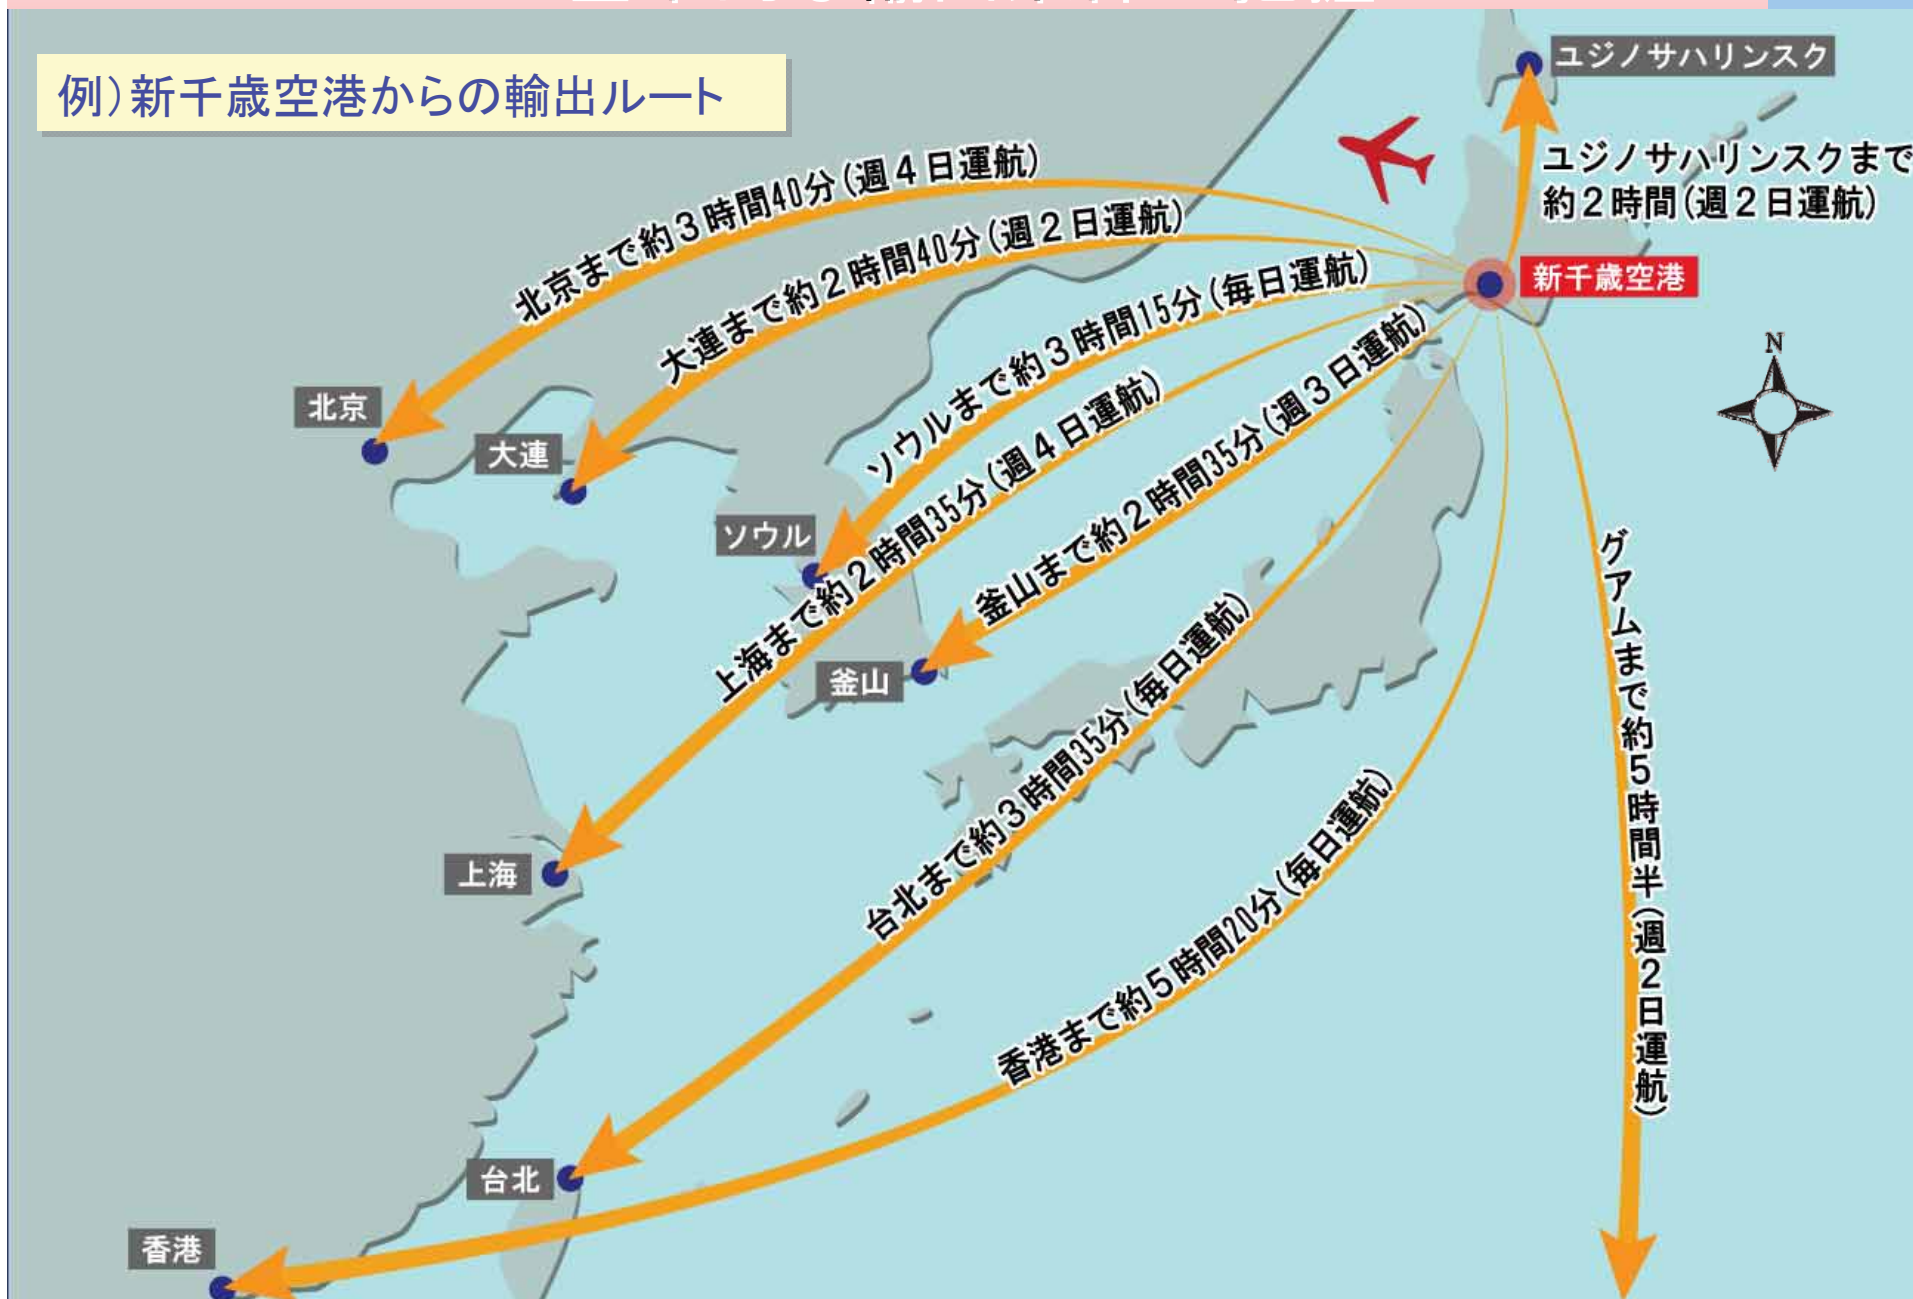 例）新千歳空港からの輸出ルート
ユジノサハリンスク
ユジノサハリンスクまで
約２時間（週２日運航）
北京まで約３時間40分（週４日運航）
大連まで約２時間40分（週２日運航）
新千歳空港
ソウルまで約３時間15分（毎日運航）
N
北京
大連
上海まで約２時間35分（週４日運航）
釜山まで約２時間35分（週３日運航）
ソウル
釜山
グアムまで約５時間半（週２日運航）
台北まで約３時間35分（毎日運航）
上海
香港まで約５時間20分（毎日運航）
台北
香港